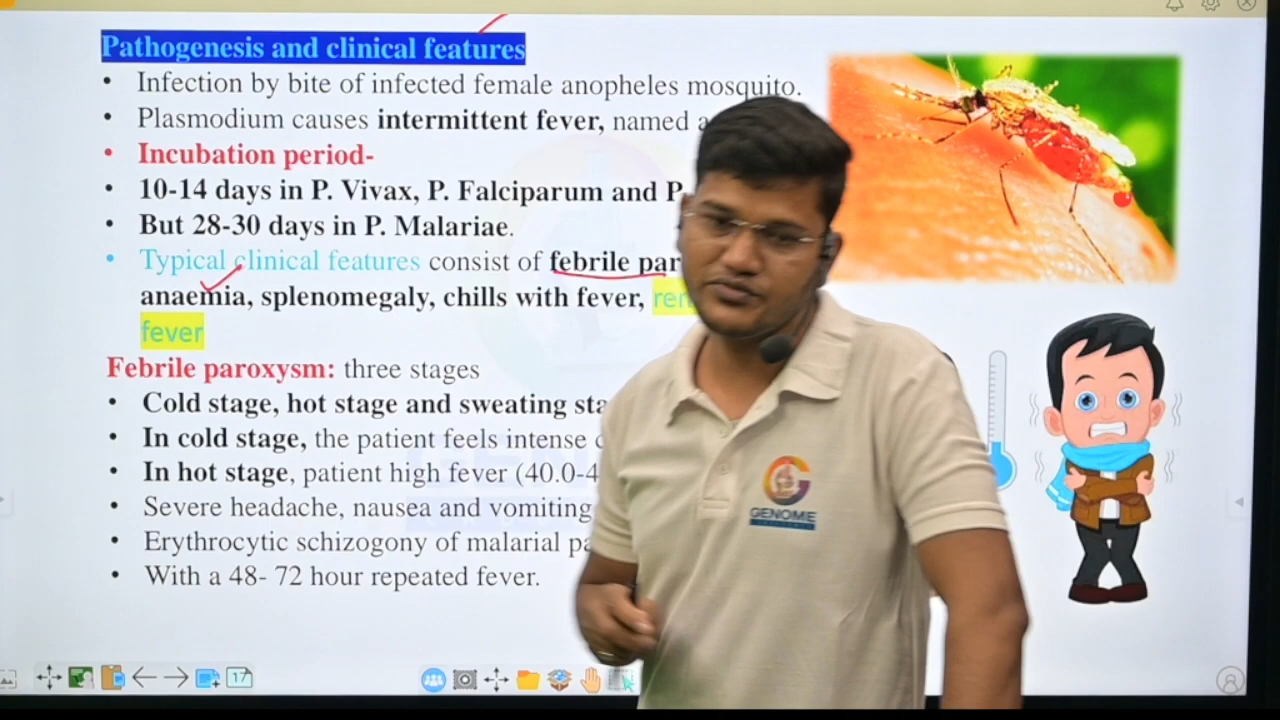 Pathogenesis and clinical features
• Infection by bite of infected female anopheles mosquito.
• Plasmodium causes intermittent fever, named
• Incubation period-
• 10-14 days in P. Vivax, P. Falciparum and P.
• But 28-30 days in P. Malariae.
• Typical clinical features consist of febrile
anaemia, splenomegaly, chills with fever,
fever
Febrile paroxysm: three stages
• Cold stage, hot stage and sweating
• In cold stage, the patient feels intense
• In hot stage, patient high fever (40.0-4
• Severe headache, nausea and vomiting
• Erythrocytic schizogony of malarial
• With a 48- 72 hour repeated fever.
GENOME
17